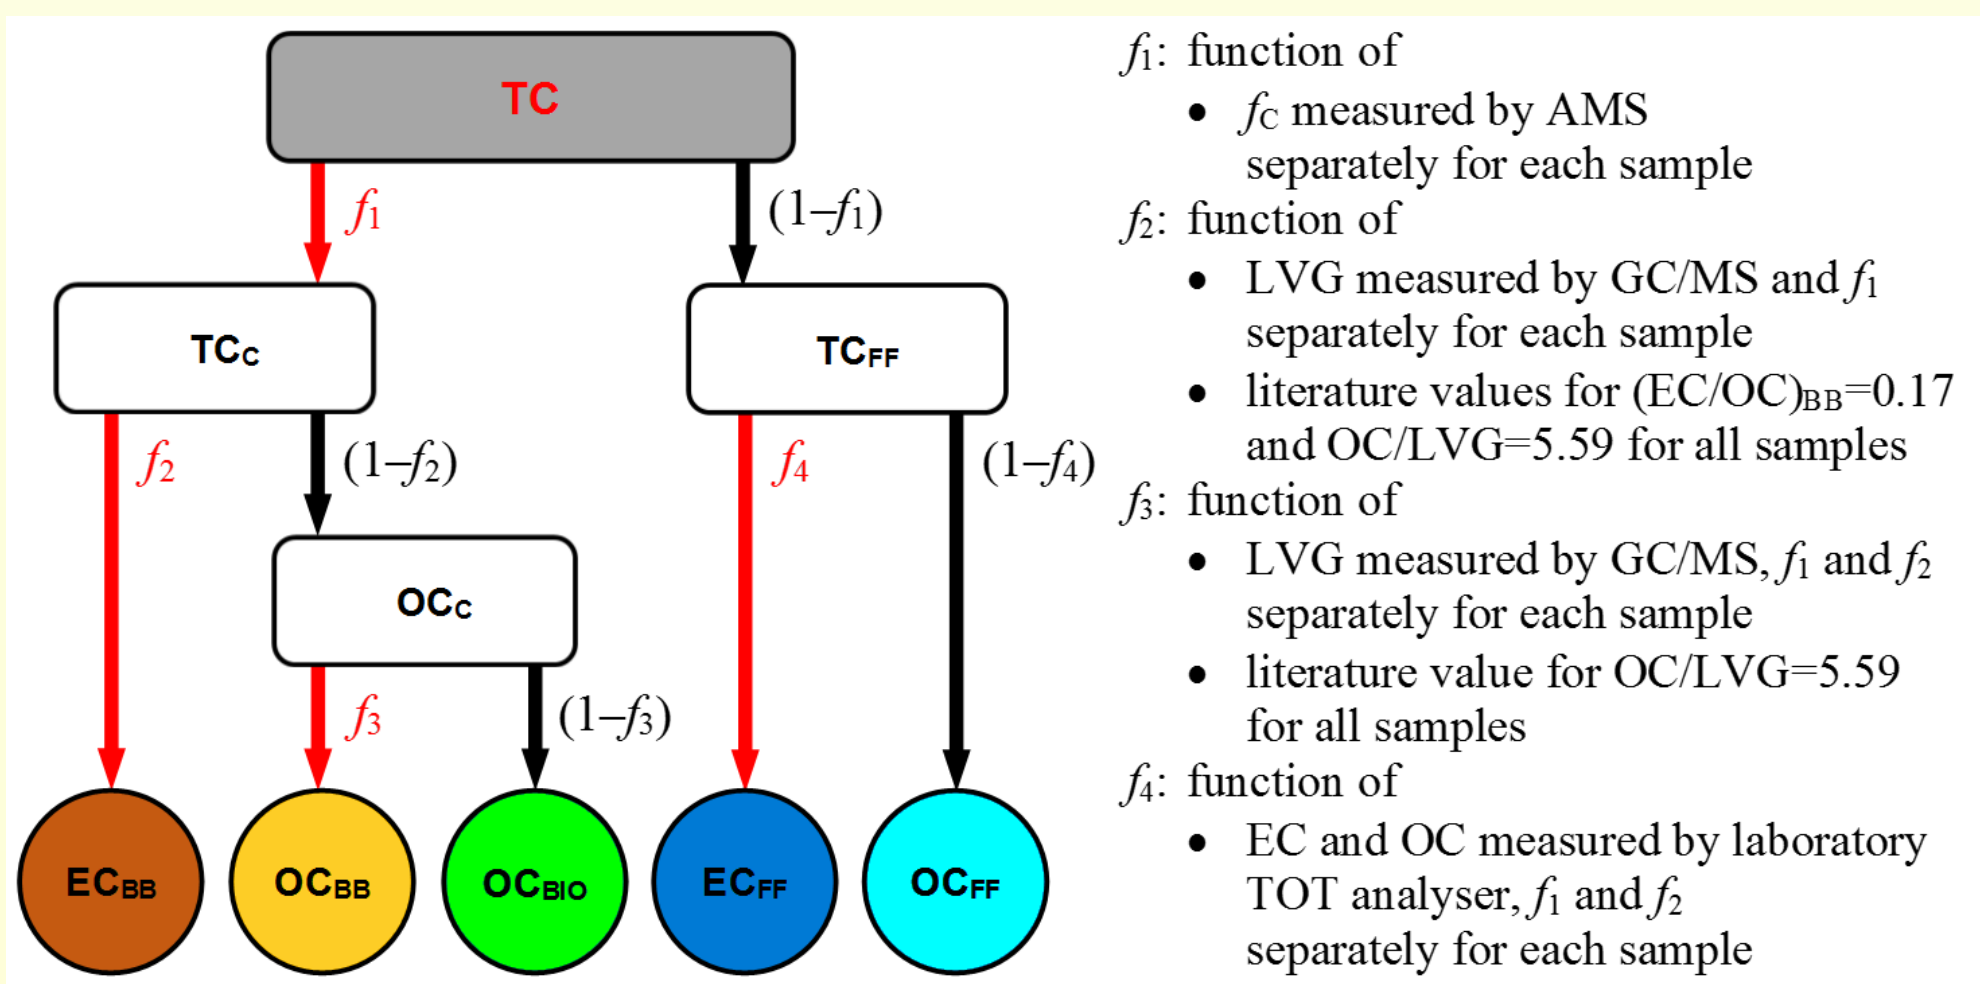 TC
f1
(1–f1)
TCC
TCFF
f2
(1–f2)
f4
(1–f4)
OCC
f3
(1–f3)
ECBB
OCBB
OCBIO
ECFF
OCFF
f1: function of
• fC measured by AMS
separately for each sample
f2: function of
• LVG measured by GC/MS and f1
separately for each sample
• literature values for (EC/OC)BB=0.17
and OC/LVG=5.59 for all samples
f3: function of
• LVG measured by GC/MS, f1 and f2
separately for each sample
• literature value for OC/LVG=5.59
for all samples
f4: function of
• EC and OC measured by laboratory
TOT analyser, f1 and f2
separately for each sample